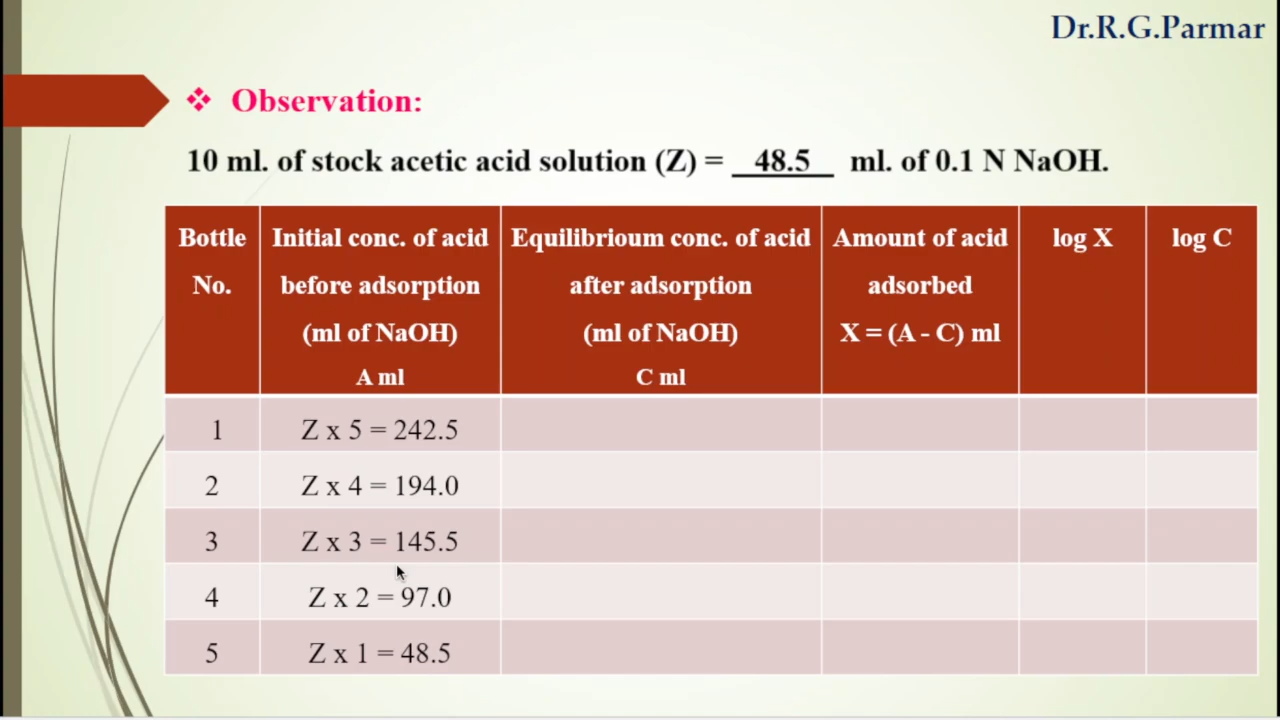 Dr.R.G.Parmar
❖ Observation:
10 ml. of stock acetic acid solution (Z) = __48.5__ ml. of 0.1 N NaOH.
Bottle No. | Initial conc. of acid before adsorption (ml of NaOH) A ml | Equilibrioum conc. of acid after adsorption (ml of NaOH) C ml | Amount of acid adsorbed X = (A - C) ml | log X | log C
1 | Z x 5 = 242.5
2 | Z x 4 = 194.0
3 | Z x 3 = 145.5
4 | Z x 2 = 97.0
5 | Z x 1 = 48.5